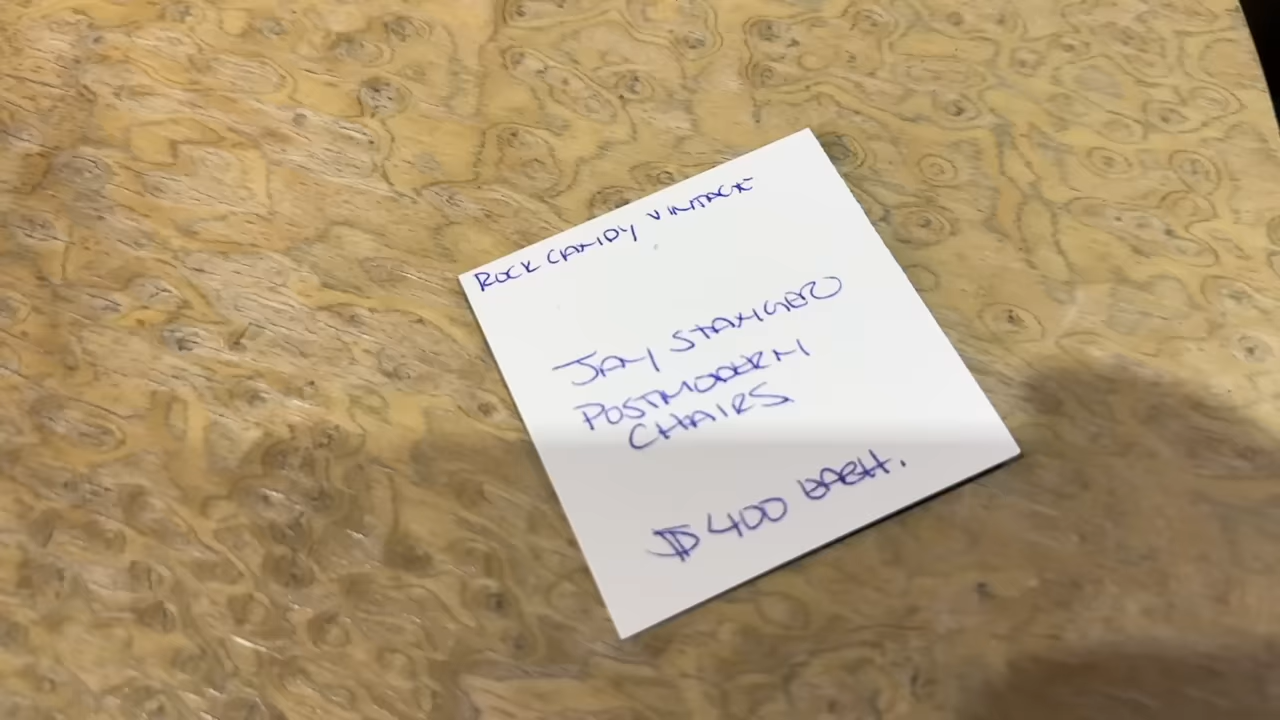 ROCK CANDY VINTAGE
JAY STANGER
POSTMODERN
CHAIRS
$400 EACH.